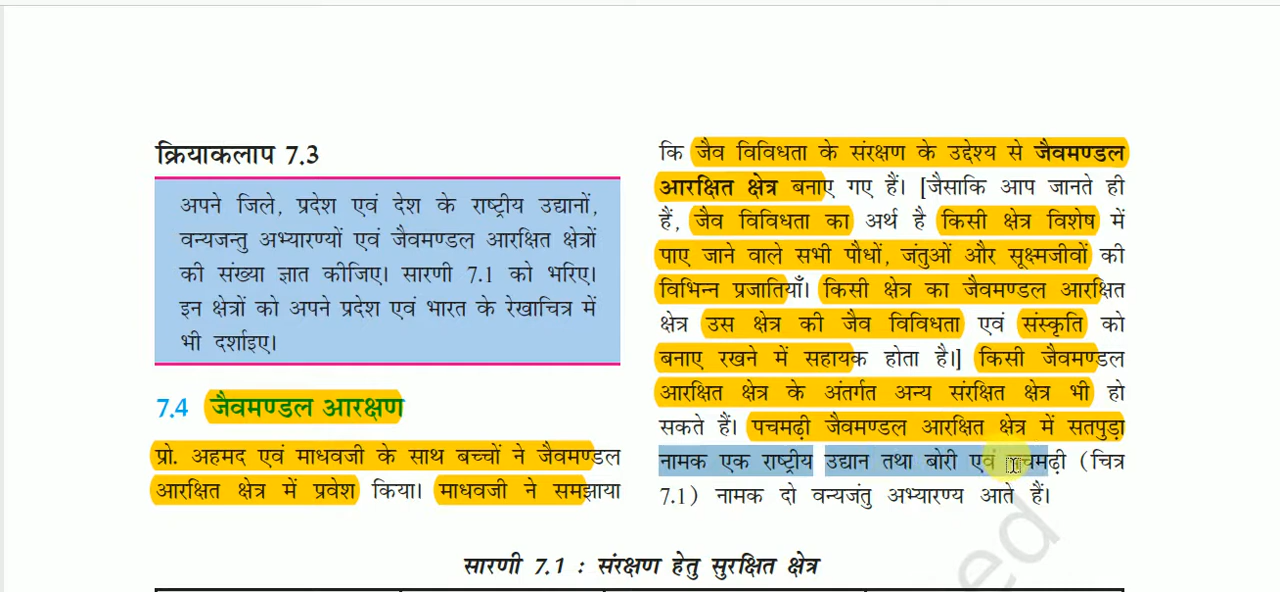 क्रियाकलाप 7.3
अपने जिले, प्रदेश एवं देश के राष्ट्रीय उद्यानों,
वन्यजन्तु अभ्यारण्यों एवं जैवमण्डल आरक्षित क्षेत्रों
की संख्या ज्ञात कीजिए। सारणी 7.1 को भरिए।
इन क्षेत्रों को अपने प्रदेश एवं भारत के रेखाचित्र में
भी दर्शाइए।
7.4 जैवमण्डल आरक्षण
प्रो. अहमद एवं माधवजी के साथ बच्चों ने जैवमण्डल
आरक्षित क्षेत्र में प्रवेश किया। माधवजी ने समझाया
कि जैव विविधता के संरक्षण के उद्देश्य से जैवमण्डल
आरक्षित क्षेत्र बनाए गए हैं। [जैसाकि आप जानते ही
हैं, जैव विविधता का अर्थ है किसी क्षेत्र विशेष में
पाए जाने वाले सभी पौधों, जंतुओं और सूक्ष्मजीवों की
विभिन्न प्रजातियाँ। किसी क्षेत्र का जैवमण्डल आरक्षित
क्षेत्र उस क्षेत्र की जैव विविधता एवं संस्कृति को
बनाए रखने में सहायक होता है।] किसी जैवमण्डल
आरक्षित क्षेत्र के अंतर्गत अन्य संरक्षित क्षेत्र भी हो
सकते हैं। पचमढ़ी जैवमण्डल आरक्षित क्षेत्र में सतपुड़ा
नामक एक राष्ट्रीय उद्यान तथा बोरी एवं पचमढ़ी (चित्र
7.1) नामक दो वन्यजंतु अभ्यारण्य आते हैं।
सारणी 7.1 : संरक्षण हेतु सुरक्षित क्षेत्र